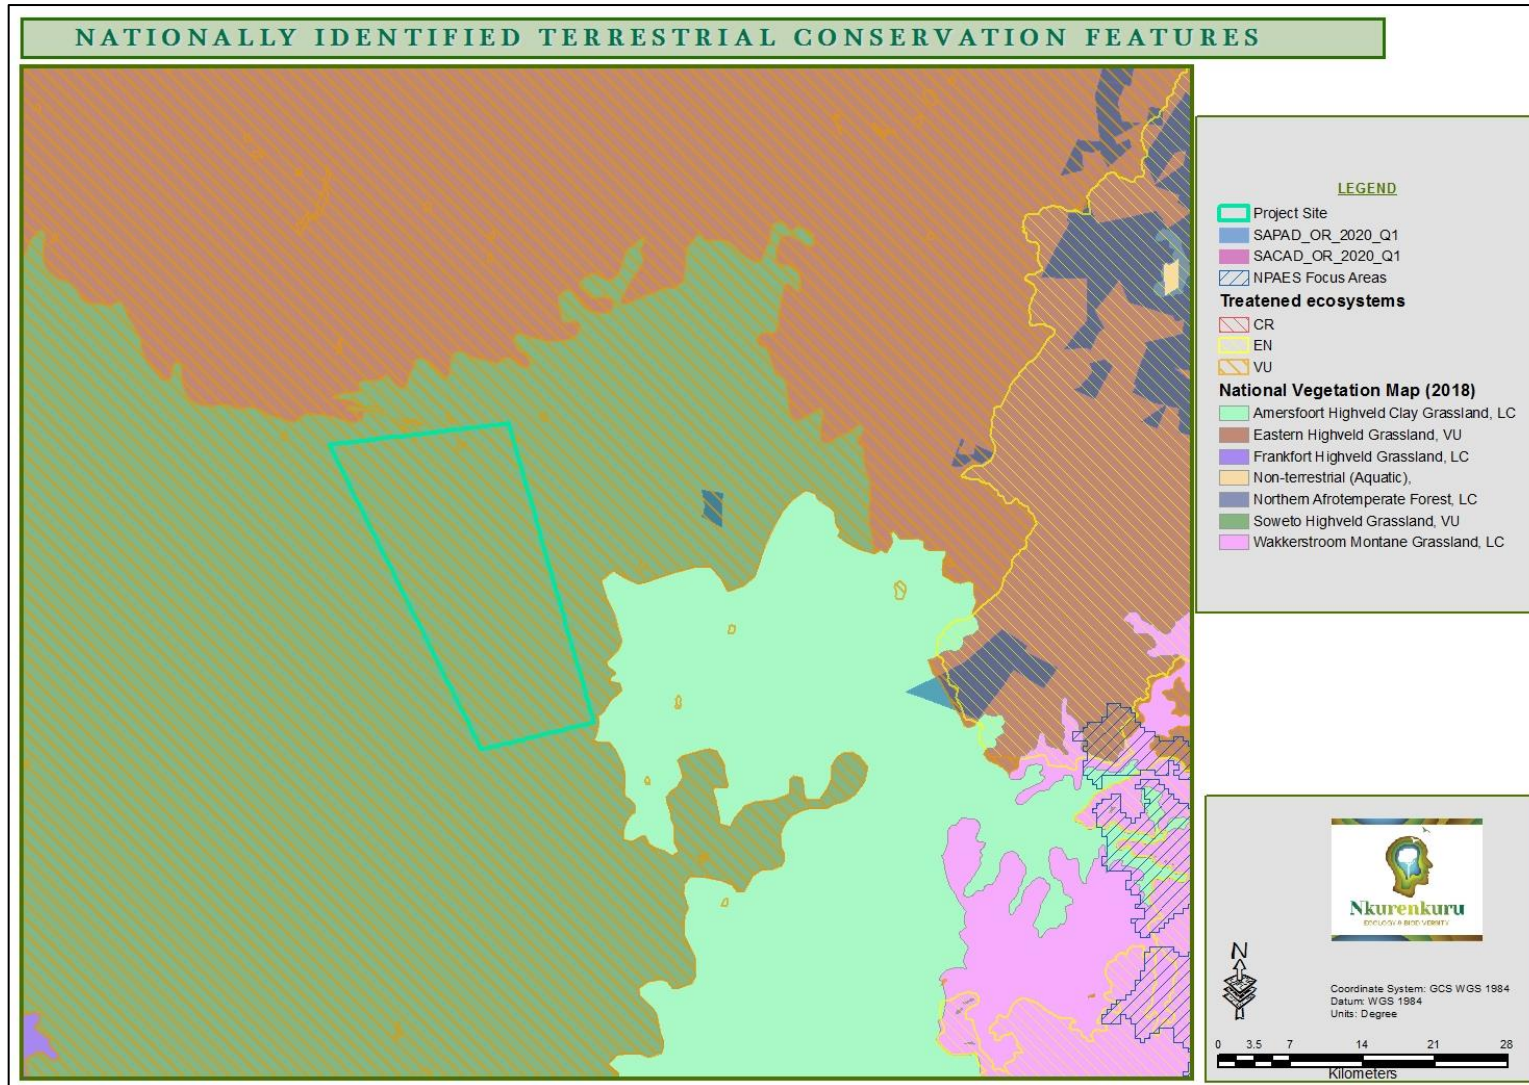 NATIONALLY IDENTIFIED TERRESTRIAL CONSERVATION FEATURES
LEGEND
Project Site
SAPAD_OR_2020_Q1
SACAD_OR_2020_Q1
NPAES Focus Areas
Treatened ecosystems
CR
EN
VU
National Vegetation Map (2018)
Amersfoort Highveld Clay Grassland, LC
Eastern Highveld Grassland, VU
Frankfort Highveld Grassland, LC
Non-terrestrial (Aquatic),
Northern Afrotemperate Forest, LC
Soweto Highveld Grassland, VU
Wakkerstroom Montane Grassland, LC
Nkurenkuru
ECOLOGY & BIODIVERSITY
N
Coordinate System: GCS WGS 1984
Datum: WGS 1984
Units: Degree
0 3.5 7 14 21 28
Kilometers